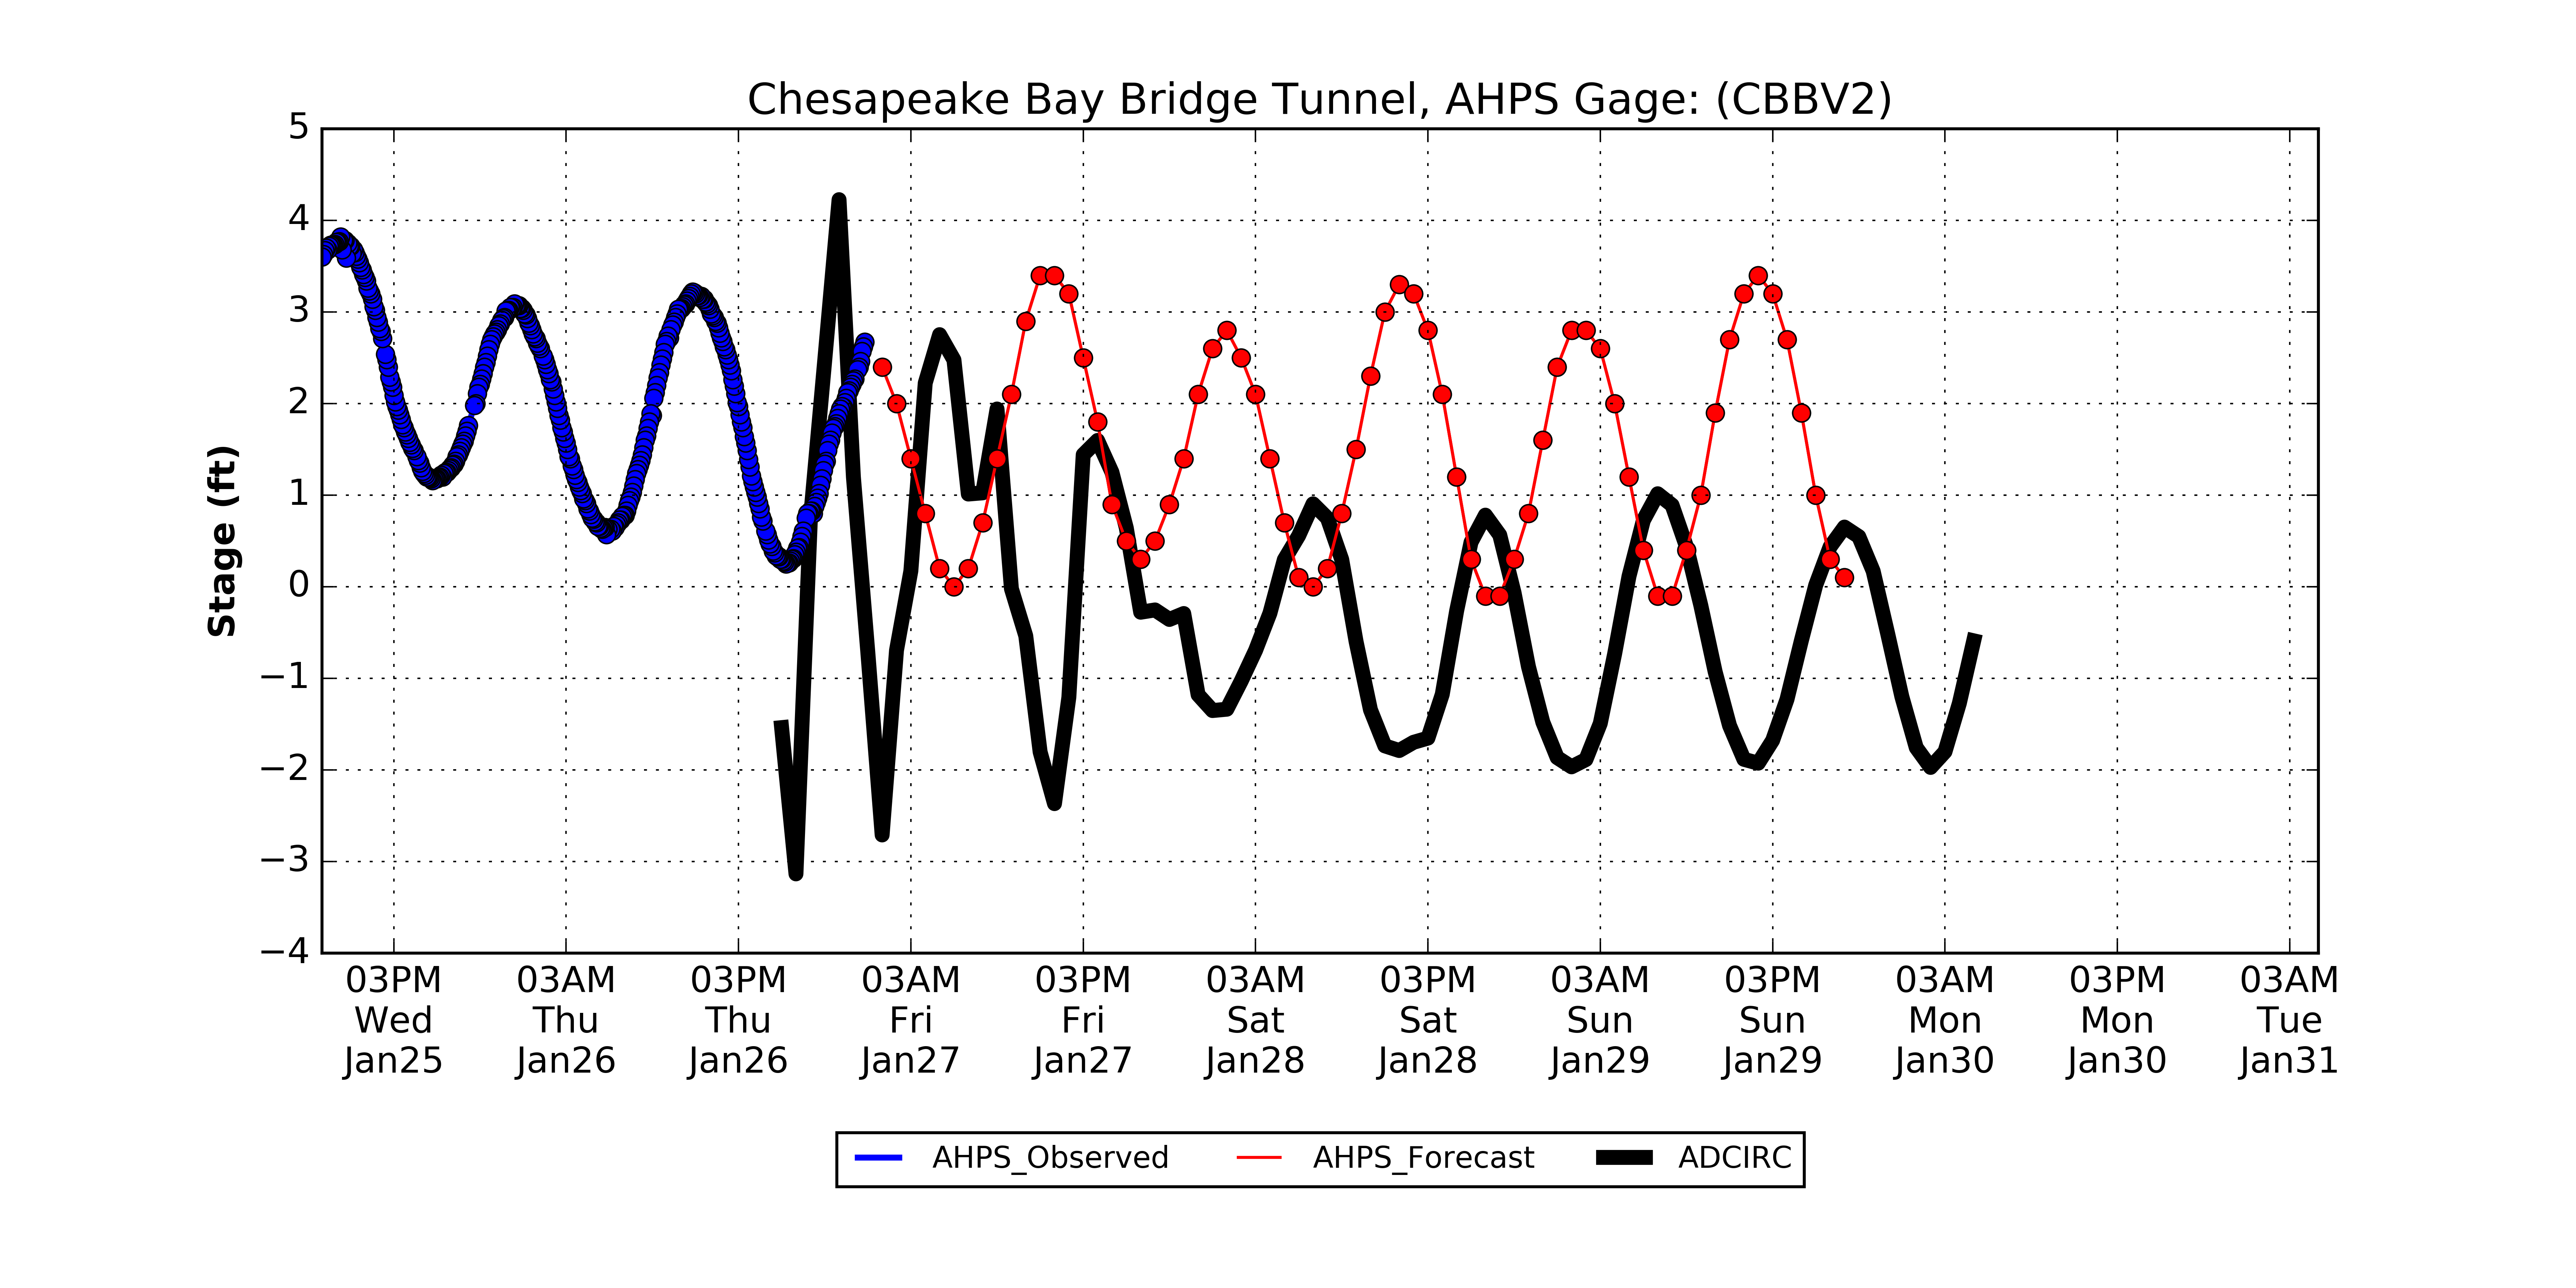 Chesapeake Bay Bridge Tunnel, AHPS Gage: (CBBV2)
5
4
3
2
1
0
−1
−2
−3
−4
Stage (ft)
03PM 03AM 03PM 03AM 03PM 03AM 03PM 03AM 03PM 03AM 03PM 03AM
Wed Thu Thu Fri Fri Sat Sat Sun Sun Mon Mon Tue
Jan25 Jan26 Jan26 Jan27 Jan27 Jan28 Jan28 Jan29 Jan29 Jan30 Jan30 Jan31
AHPS_Observed AHPS_Forecast ADCIRC